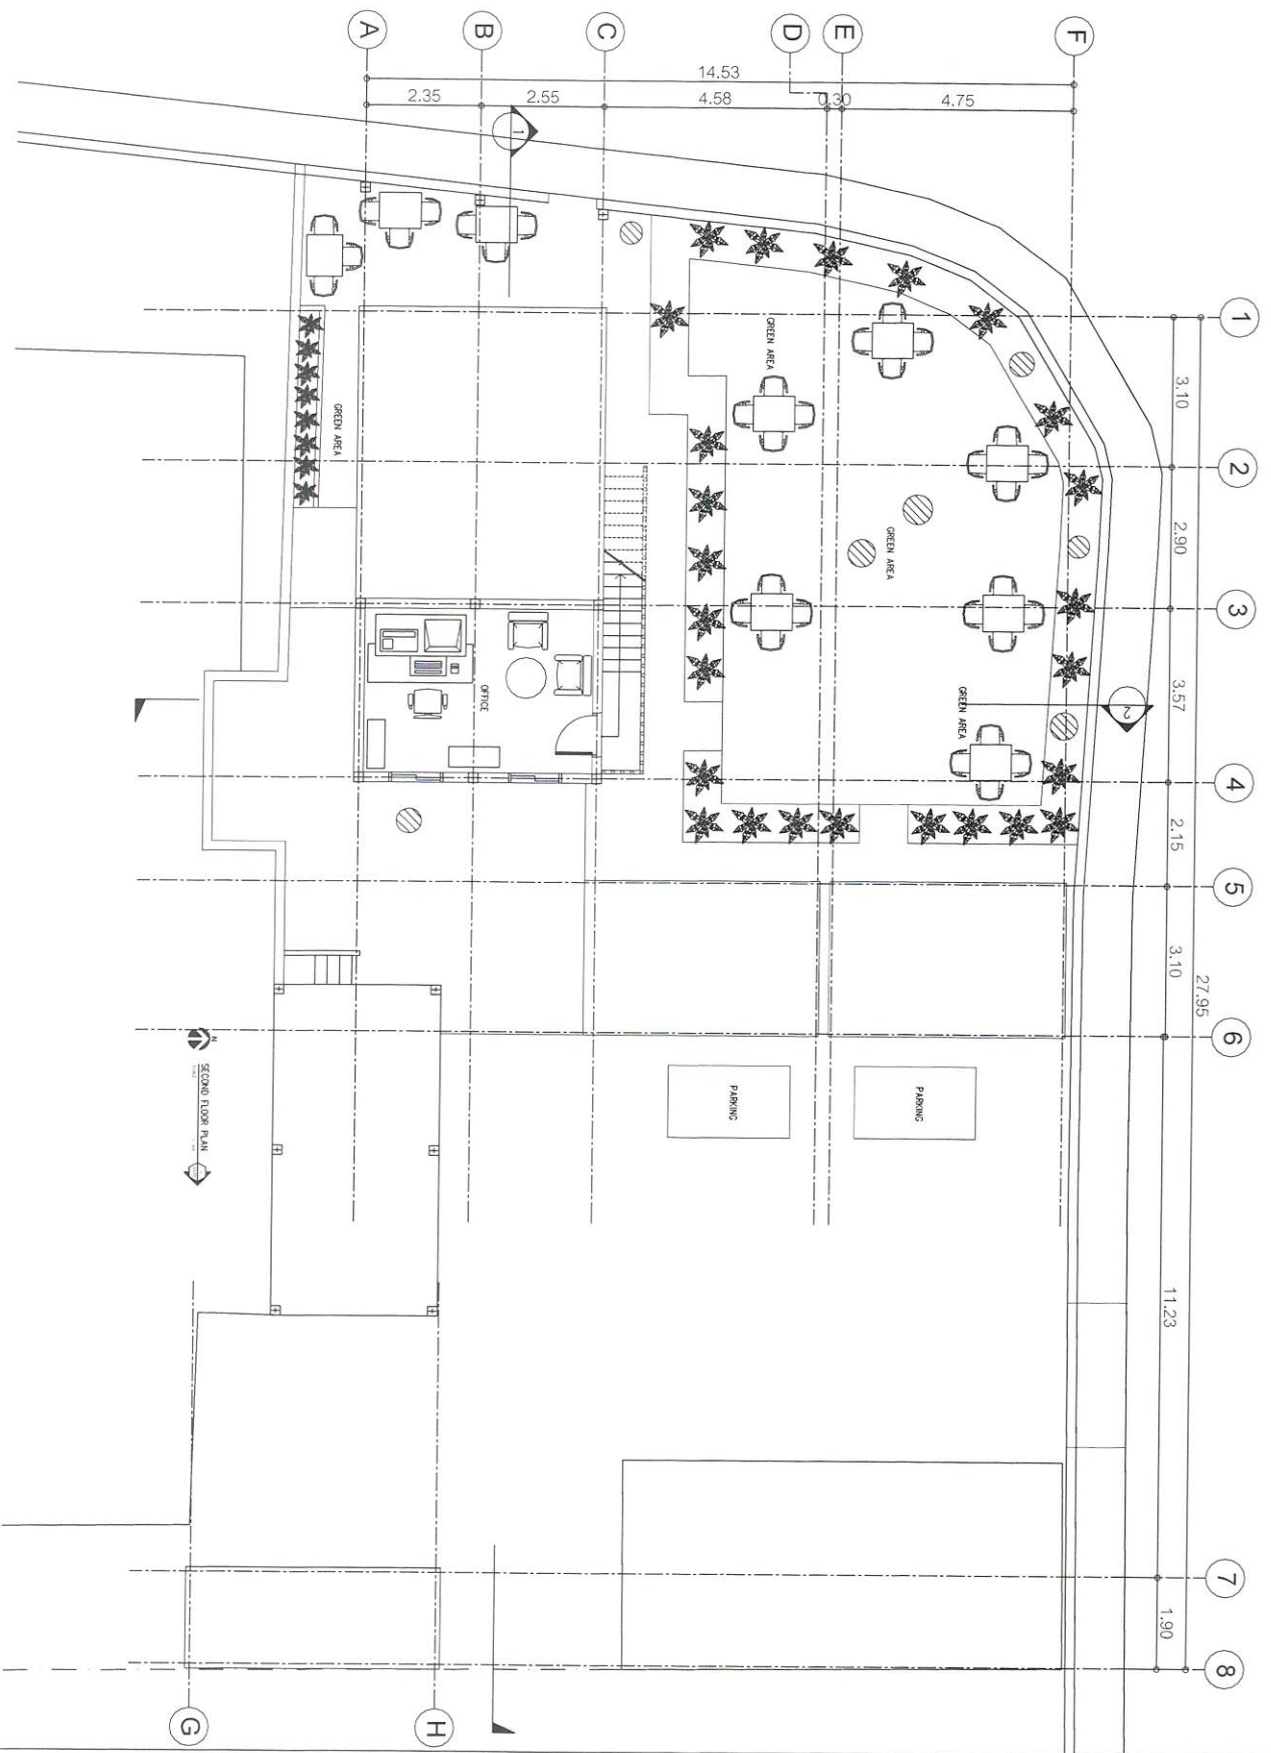 A
B
C
D
E
F
14.53
2.35
2.55
4.58
0.30
4.75
1
1
2
3
4
5
6
7
8
3.10
2.90
3.57
2.15
3.10
11.23
1.90
27.95
GREEN AREA
GREEN AREA
GREEN AREA
GREEN AREA
2
OFFICE
PARKING
PARKING
N
SECOND FLOOR PLAN
G
H